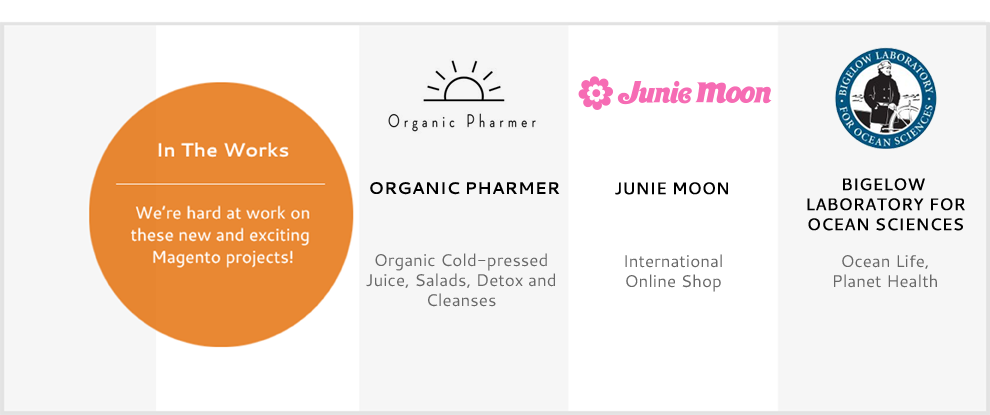 In The Works
We're hard at work on
these new and exciting
Magento projects!
Organic Pharmer
ORGANIC PHARMER
Organic Cold-pressed
Juice, Salads, Detox and
Cleanses
Junie Moon
JUNIE MOON
International
Online Shop
BIGELOW LABORATORY
FOR OCEAN SCIENCES
BIGELOW
LABORATORY FOR
OCEAN SCIENCES
Ocean Life,
Planet Health